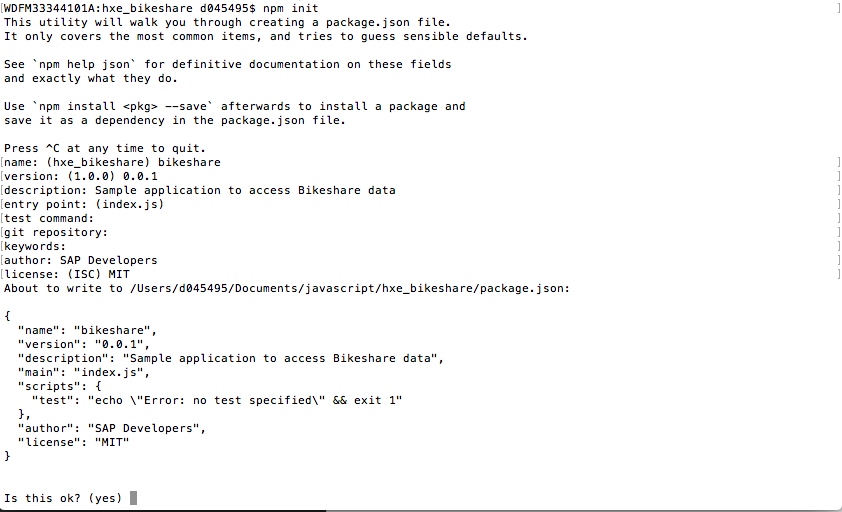 [WDFM33344101A:hxe_bikeshare d045495$ npm init ]
This utility will walk you through creating a package.json file.
It only covers the most common items, and tries to guess sensible defaults.

See `npm help json` for definitive documentation on these fields
and exactly what they do.

Use `npm install <pkg> --save` afterwards to install a package and
save it as a dependency in the package.json file.

Press ^C at any time to quit.
[name: (hxe_bikeshare) bikeshare ]
[version: (1.0.0) 0.0.1 ]
[description: Sample application to access Bikeshare data ]
[entry point: (index.js) ]
[test command: ]
[git repository: ]
[keywords: ]
[author: SAP Developers ]
[license: (ISC) MIT ]
About to write to /Users/d045495/Documents/javascript/hxe_bikeshare/package.json:

{
  "name": "bikeshare",
  "version": "0.0.1",
  "description": "Sample application to access Bikeshare data",
  "main": "index.js",
  "scripts": {
    "test": "echo \"Error: no test specified\" && exit 1"
  },
  "author": "SAP Developers",
  "license": "MIT"
}

Is this ok? (yes)